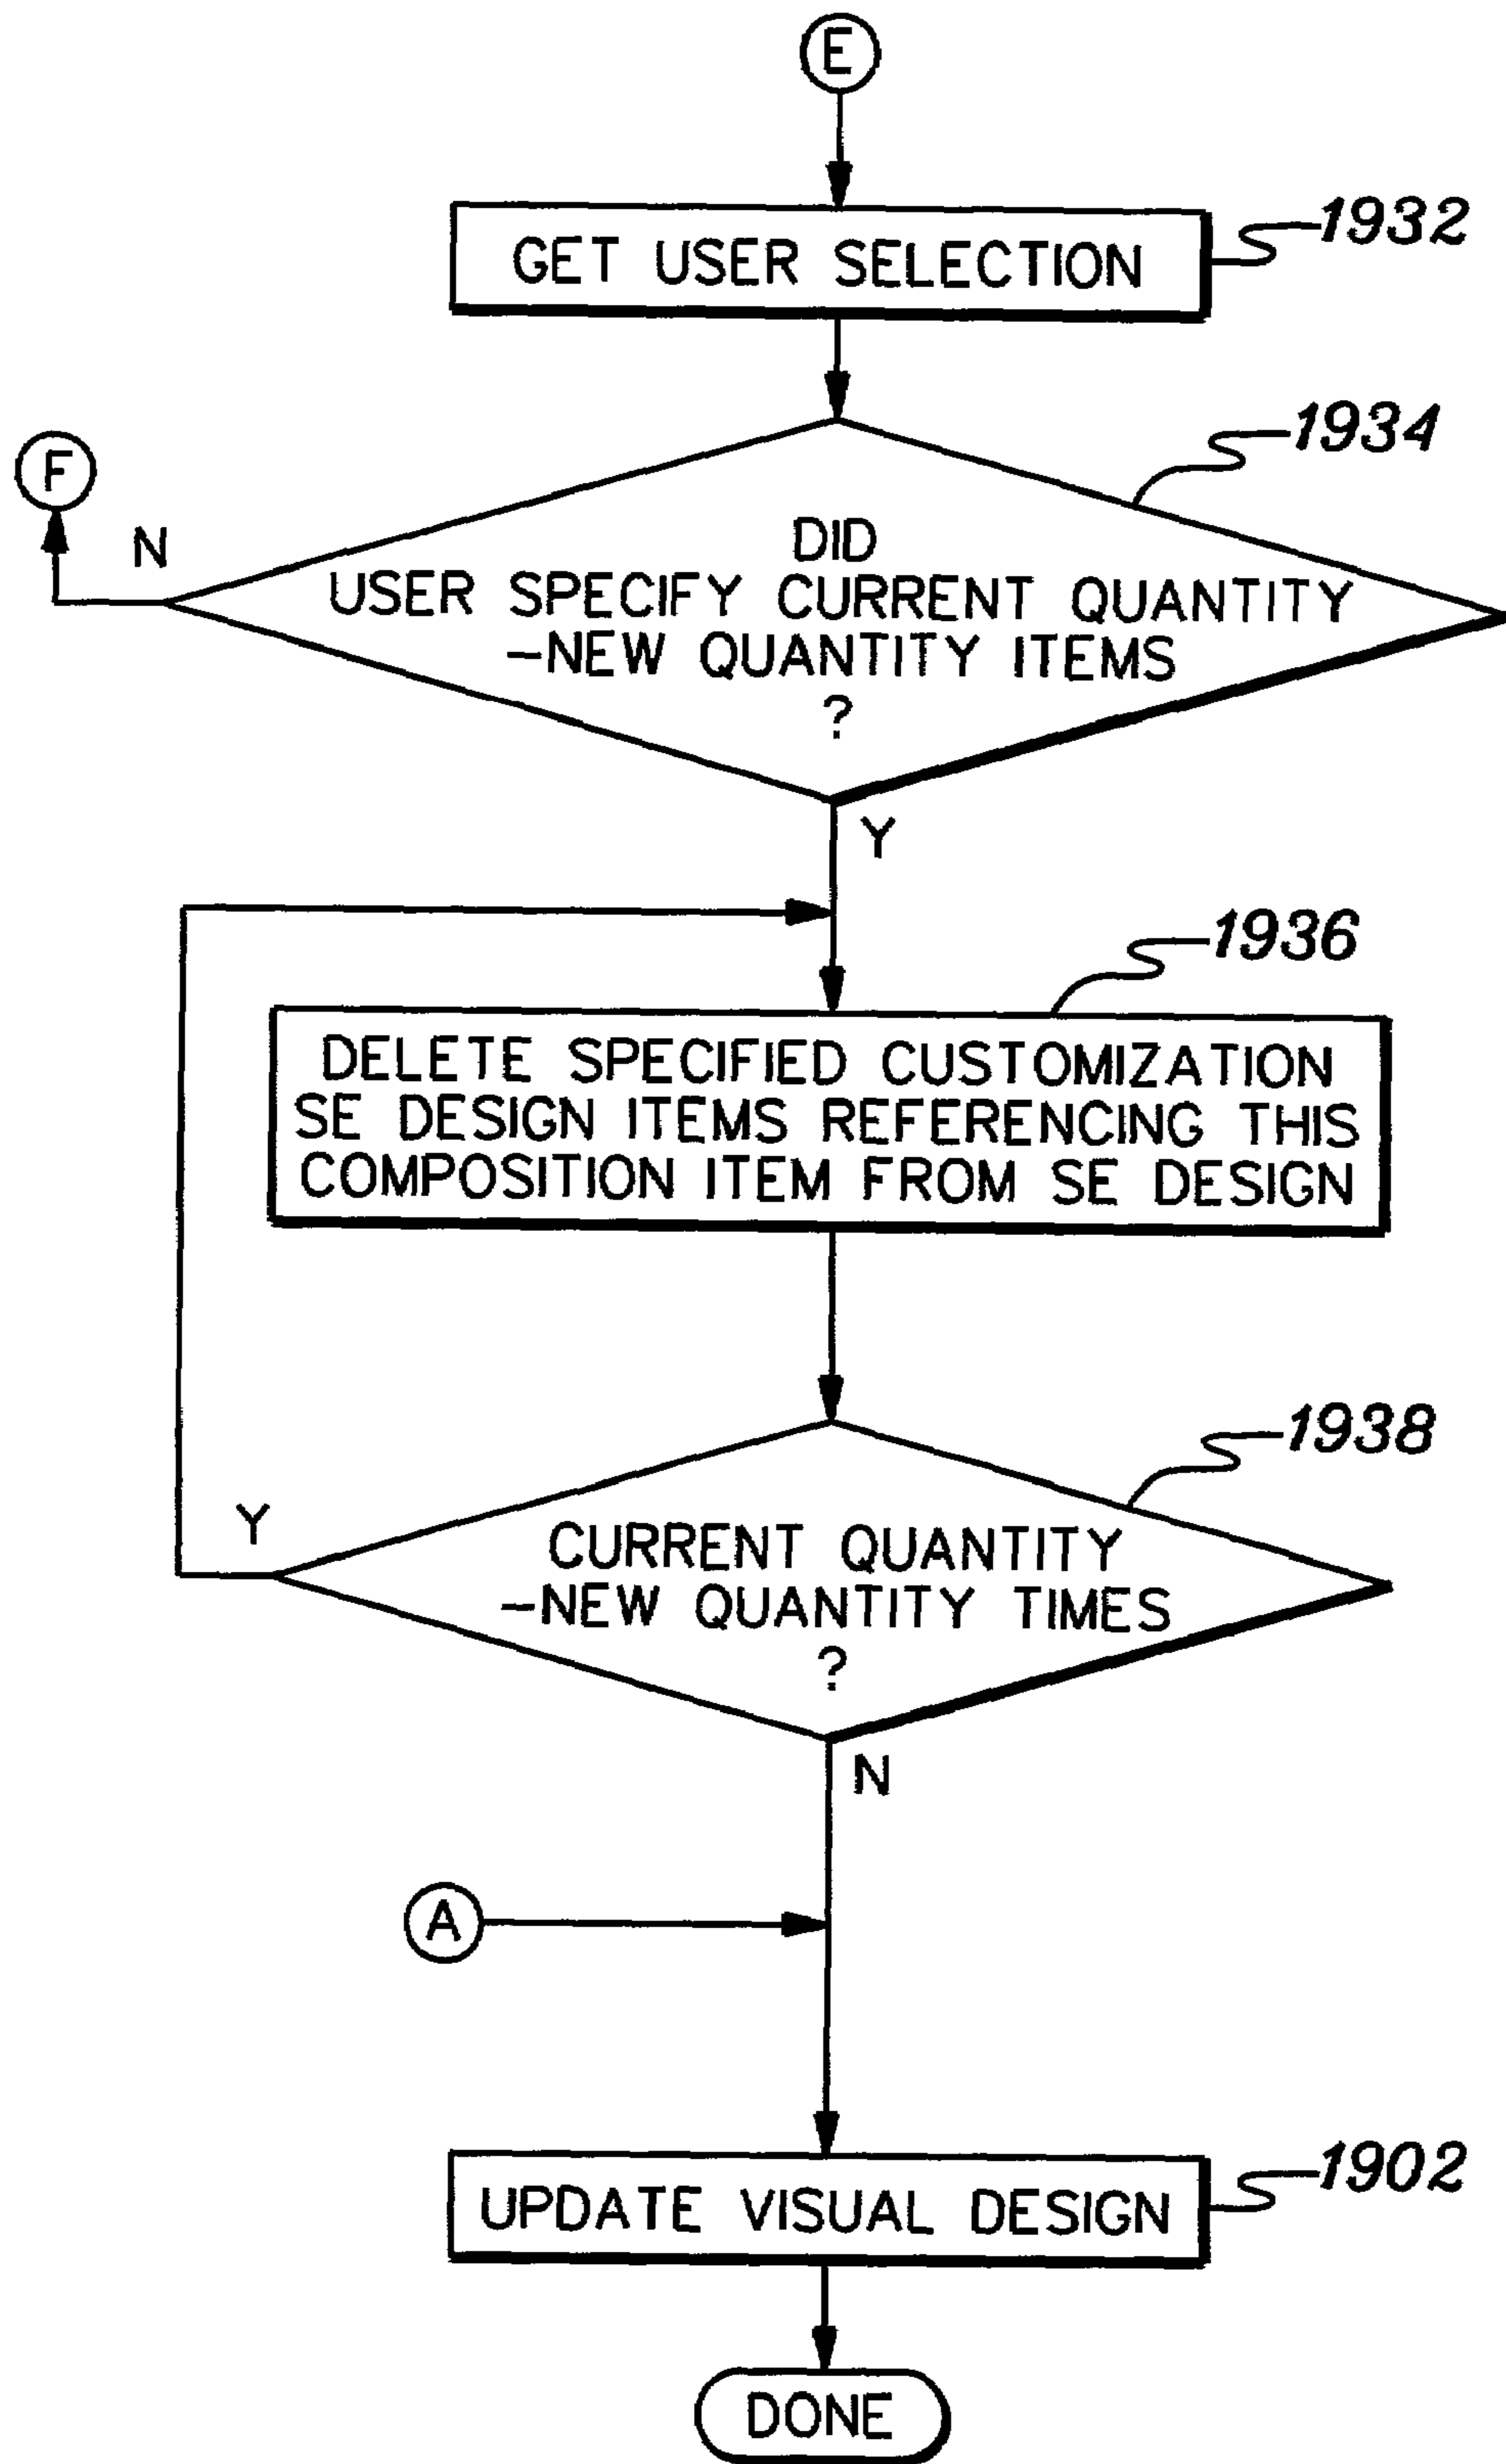 E
GET USER SELECTION
1932
1934
F
N
DID
USER SPECIFY CURRENT QUANTITY
-NEW QUANTITY ITEMS
?
Y
1936
DELETE SPECIFIED CUSTOMIZATION
SE DESIGN ITEMS REFERENCING THIS
COMPOSITION ITEM FROM SE DESIGN
1938
Y
CURRENT QUANTITY
-NEW QUANTITY TIMES
?
N
A
UPDATE VISUAL DESIGN
1902
DONE